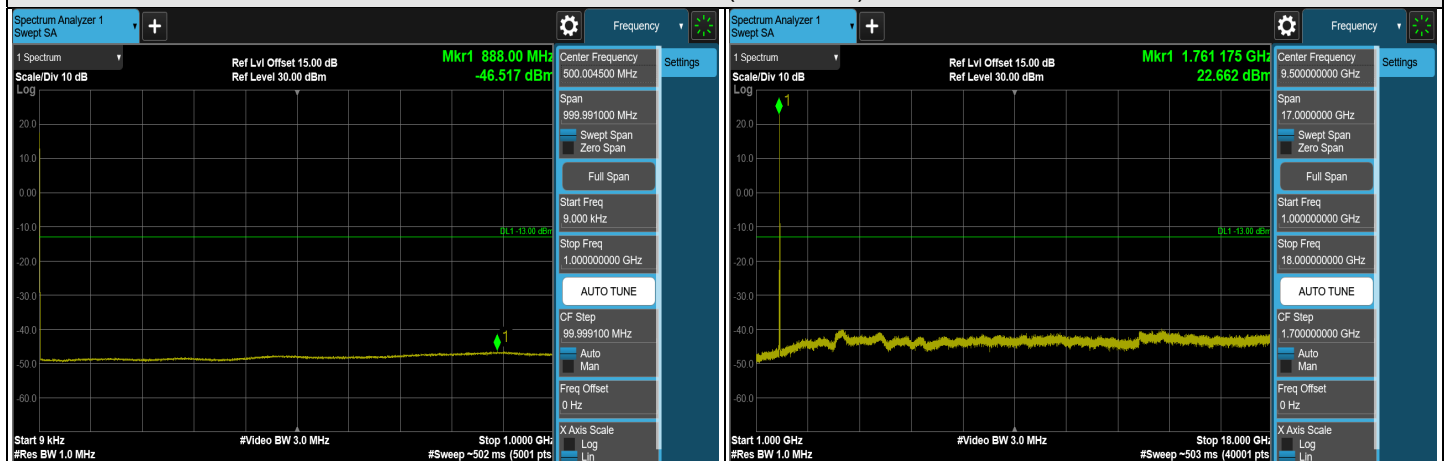 Spectrum Analyzer 1
Swept SA
+
Frequency
1 Spectrum
Scale/Div 10 dB
Log
Ref Lvl Offset 15.00 dB
Ref Level 30.00 dBm
Mkr1 888.00 MHz
-46.517 dBm
20.0
10.0
0.00
-10.0
-20.0
-30.0
-40.0
-50.0
-60.0
DL1 -13.00 dBm
1
Start 9 kHz
#Res BW 1.0 MHz
#Video BW 3.0 MHz
Stop 1.0000 GHz
#Sweep ~502 ms (5001 pts
Center Frequency
500.004500 MHz
Settings
Span
999.991000 MHz
Swept Span
Zero Span
Full Span
Start Freq
9.000 kHz
Stop Freq
1.000000000 GHz
AUTO TUNE
CF Step
99.999100 MHz
Auto
Man
Freq Offset
0 Hz
X Axis Scale
Log
Lin
Spectrum Analyzer 1
Swept SA
+
Frequency
1 Spectrum
Scale/Div 10 dB
Log
Ref Lvl Offset 15.00 dB
Ref Level 30.00 dBm
Mkr1 1.761 175 GHz
22.662 dBm
1
20.0
10.0
0.00
-10.0
-20.0
-30.0
-40.0
-50.0
-60.0
DL1 -13.00 dBm
Start 1.000 GHz
#Res BW 1.0 MHz
#Video BW 3.0 MHz
Stop 18.000 GHz
#Sweep ~503 ms (40001 pts
Center Frequency
9.500000000 GHz
Settings
Span
17.0000000 GHz
Swept Span
Zero Span
Full Span
Start Freq
1.000000000 GHz
Stop Freq
18.000000000 GHz
AUTO TUNE
CF Step
1.700000000 GHz
Auto
Man
Freq Offset
0 Hz
X Axis Scale
Log
Lin